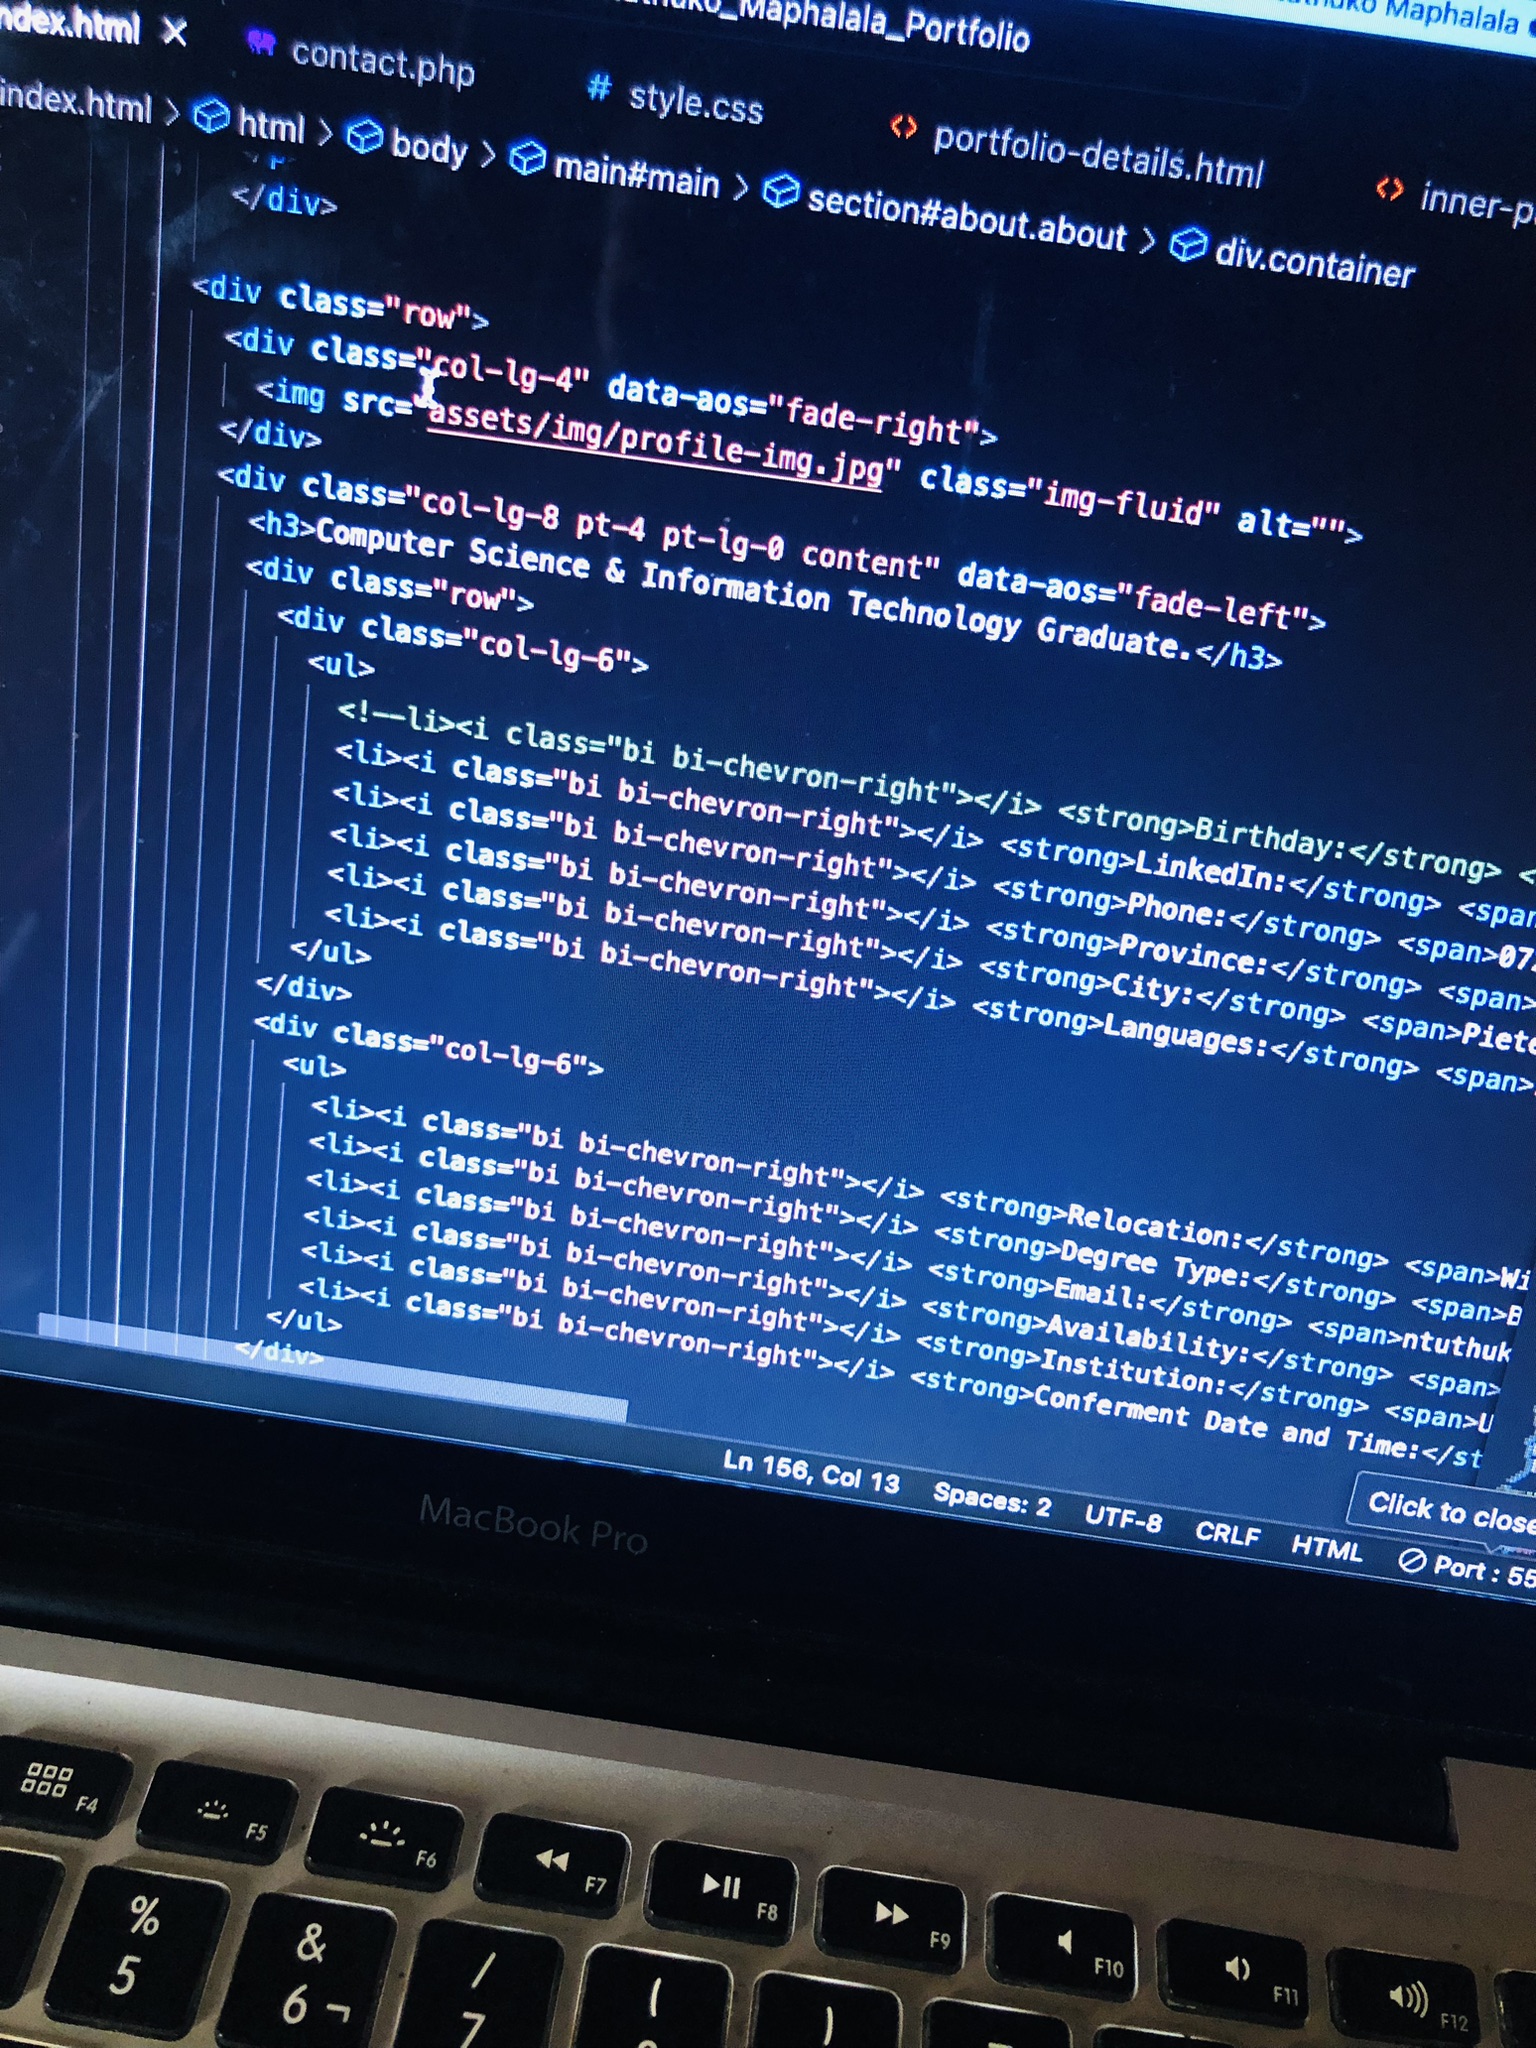 _Maphalala_Portfolio
Maphalala
index.html
contact.php
# style.css
<> portfolio-details.html
<> inner-p
index.html > html > body > main#main > section#about.about > div.container
</div>
<div class="row">
<div class="col-lg-4" data-aos="fade-right">
<img src="assets/img/profile-img.jpg" class="img-fluid" alt="">
</div>
<div class="col-lg-8 pt-4 pt-lg-0 content" data-aos="fade-left">
<h3>Computer Science & Information Technology Graduate.</h3>
<div class="row">
<div class="col-lg-6">
<ul>
<!--li><i class="bi bi-chevron-right"></i> <strong>Birthday:</strong> <
<li><i class="bi bi-chevron-right"></i> <strong>LinkedIn:</strong> <span
<li><i class="bi bi-chevron-right"></i> <strong>Phone:</strong> <span>07
<li><i class="bi bi-chevron-right"></i> <strong>Province:</strong> <span>
<li><i class="bi bi-chevron-right"></i> <strong>City:</strong> <span>Piete
<li><i class="bi bi-chevron-right"></i> <strong>Languages:</strong> <span>
</ul>
</div>
<div class="col-lg-6">
<ul>
<li><i class="bi bi-chevron-right"></i> <strong>Relocation:</strong> <span>Wi
<li><i class="bi bi-chevron-right"></i> <strong>Degree Type:</strong> <span>B
<li><i class="bi bi-chevron-right"></i> <strong>Email:</strong> <span>ntuthuk
<li><i class="bi bi-chevron-right"></i> <strong>Availability:</strong> <span>
<li><i class="bi bi-chevron-right"></i> <strong>Institution:</strong> <span>U
<li><i class="bi bi-chevron-right"></i> <strong>Conferment Date and Time:</st
</ul>
</div>
Click to close
Ln 156, Col 13 Spaces: 2 UTF-8 CRLF HTML Port : 55
MacBook Pro
F4 F5 F6 F7 F8 F9 F10 F11 F12
% & / ( )
5 6 ¬ 7